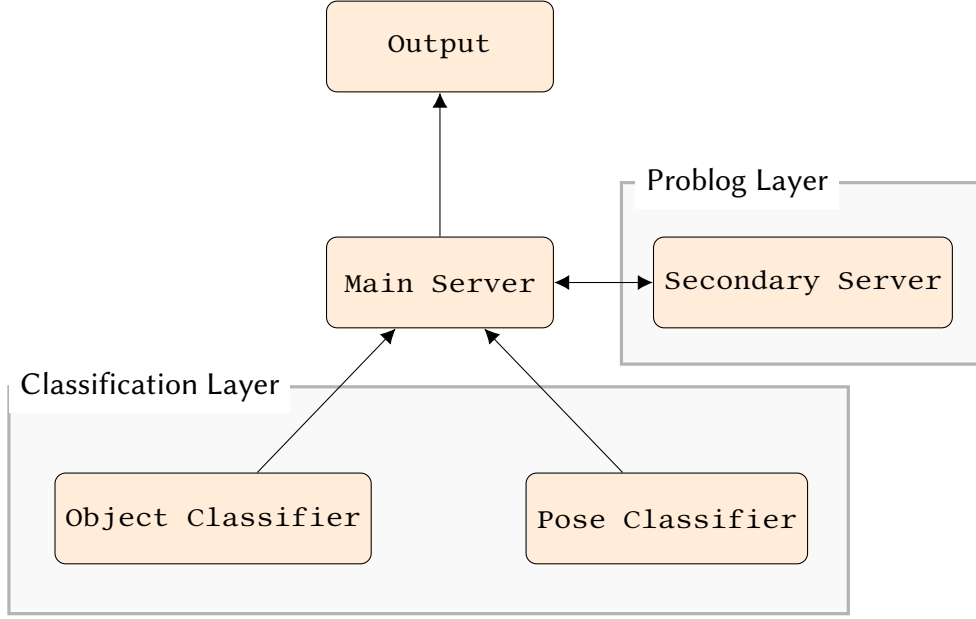 Output
Problog Layer
Main Server
Secondary Server
Classification Layer
Object Classifier
Pose Classifier